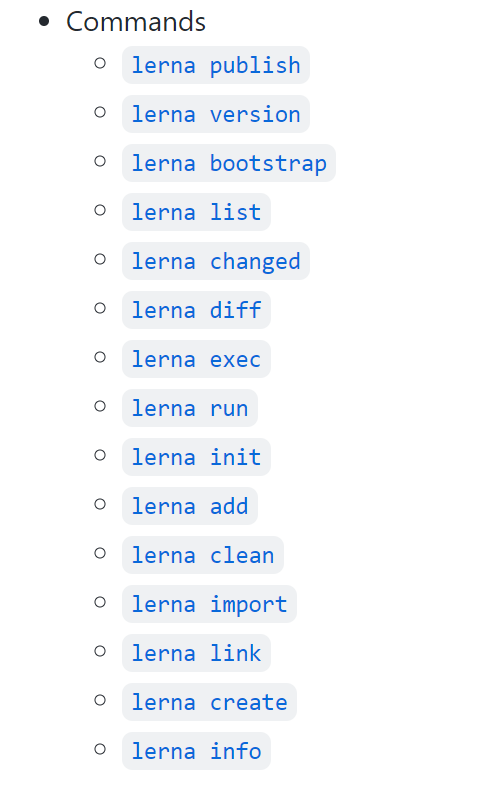 Commands
lerna publish
lerna version
lerna bootstrap
lerna list
lerna changed
lerna diff
lerna exec
lerna run
lerna init
lerna add
lerna clean
lerna import
lerna link
lerna create
lerna info